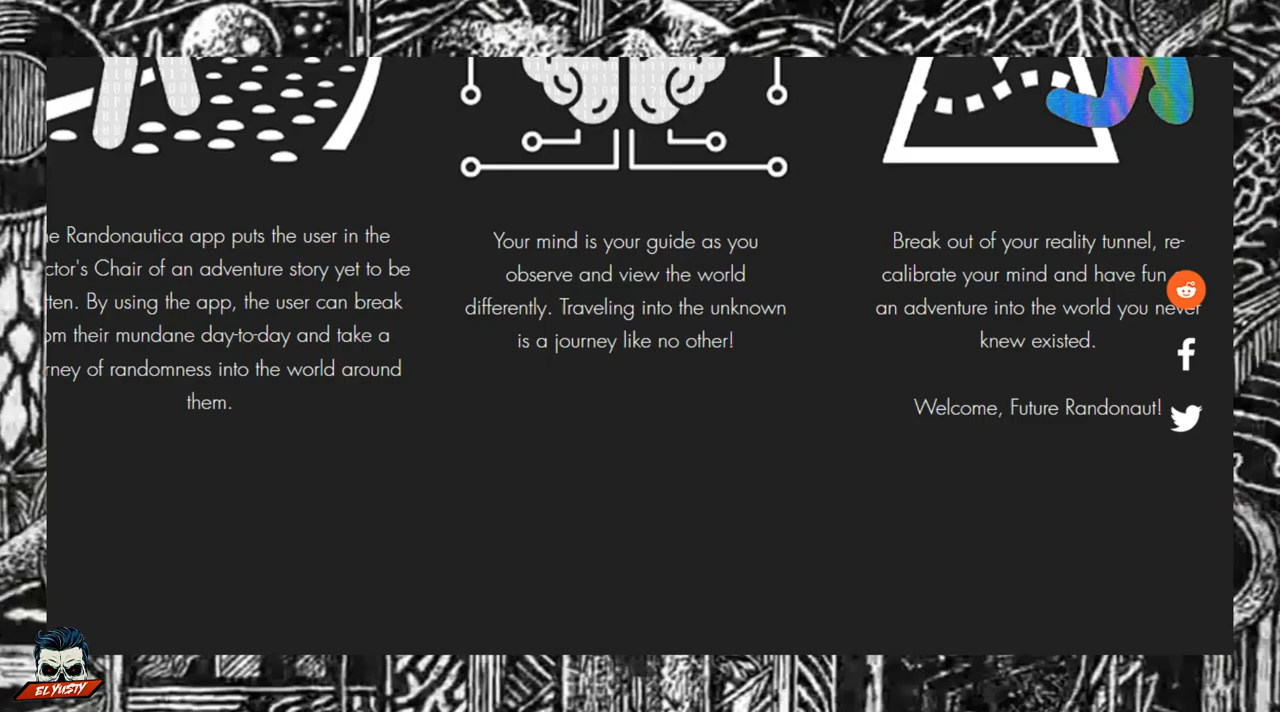 Randonautica app puts the user in the
Chair of an adventure story yet to be
By using the app, the user can break
their mundane day-to-day and take a
of randomness into the world around
them.
Your mind is your guide as you
observe and view the world
differently. Traveling into the unknown
is a journey like no other!
Break out of your reality tunnel, re-
calibrate your mind and have fun
an adventure into the world you never
knew existed.
Welcome, Future Randonaut!
EL YUSTY